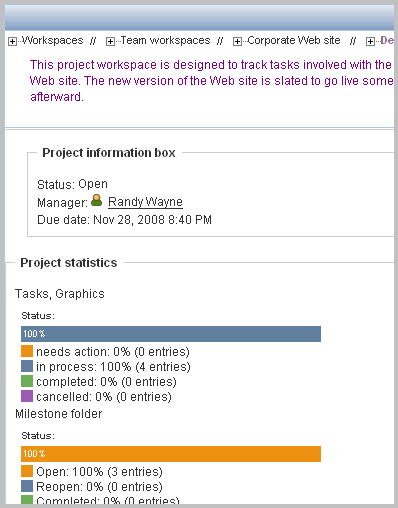 Workspaces // Team workspaces // Corporate Web site // De
This project workspace is designed to track tasks involved with the
Web site. The new version of the Web site is slated to go live some
afterward.
Project information box
Status: Open
Manager: Randy Wayne
Due date: Nov 28, 2008 8:40 PM
Project statistics
Tasks, Graphics
Status:
100%
needs action: 0% (0 entries)
in process: 100% (4 entries)
completed: 0% (0 entries)
cancelled: 0% (0 entries)
Milestone folder
Status:
100%
Open: 100% (3 entries)
Reopen: 0% (0 entries)
Completed: 0% (0 entries)